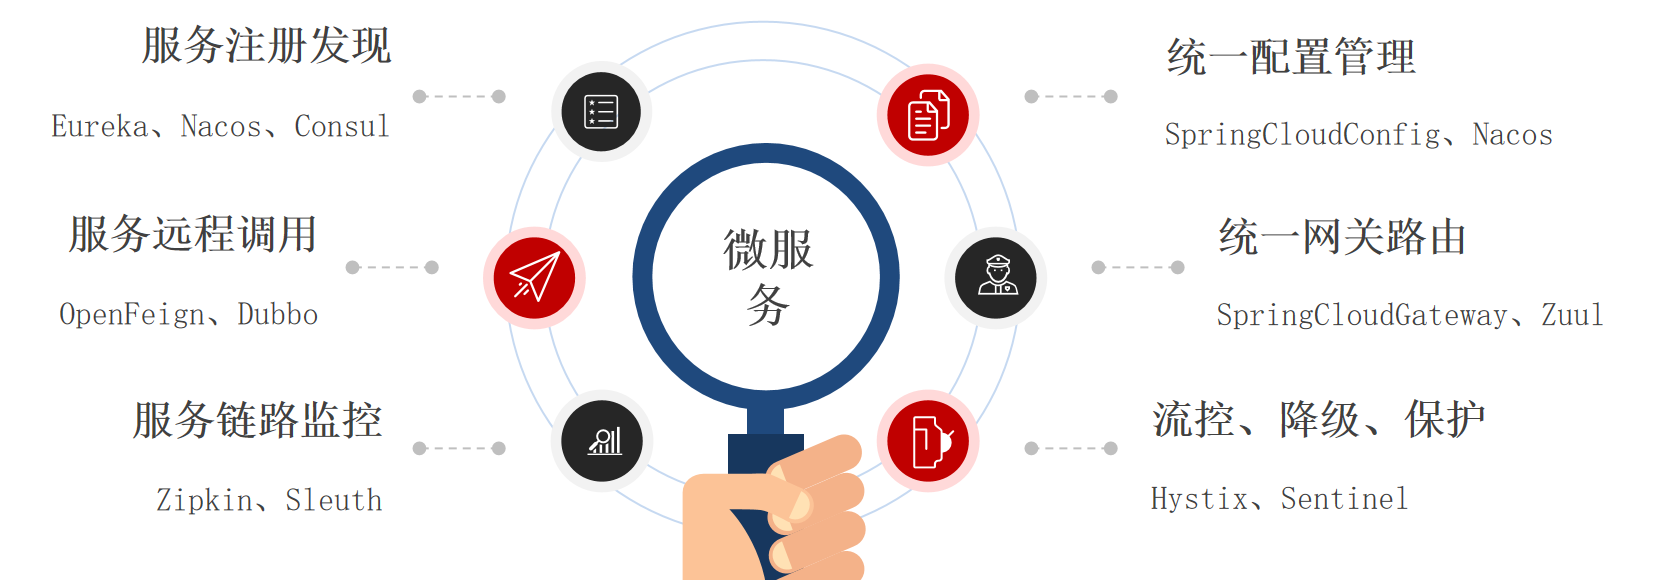 服务注册发现
Eureka、Nacos、Consul
服务远程调用
OpenFeign、Dubbo
服务链路监控
Zipkin、Sleuth
微服
务
统一配置管理
SpringCloudConfig、Nacos
统一网关路由
SpringCloudGateway、Zuul
流控、降级、保护
Hystix、Sentinel